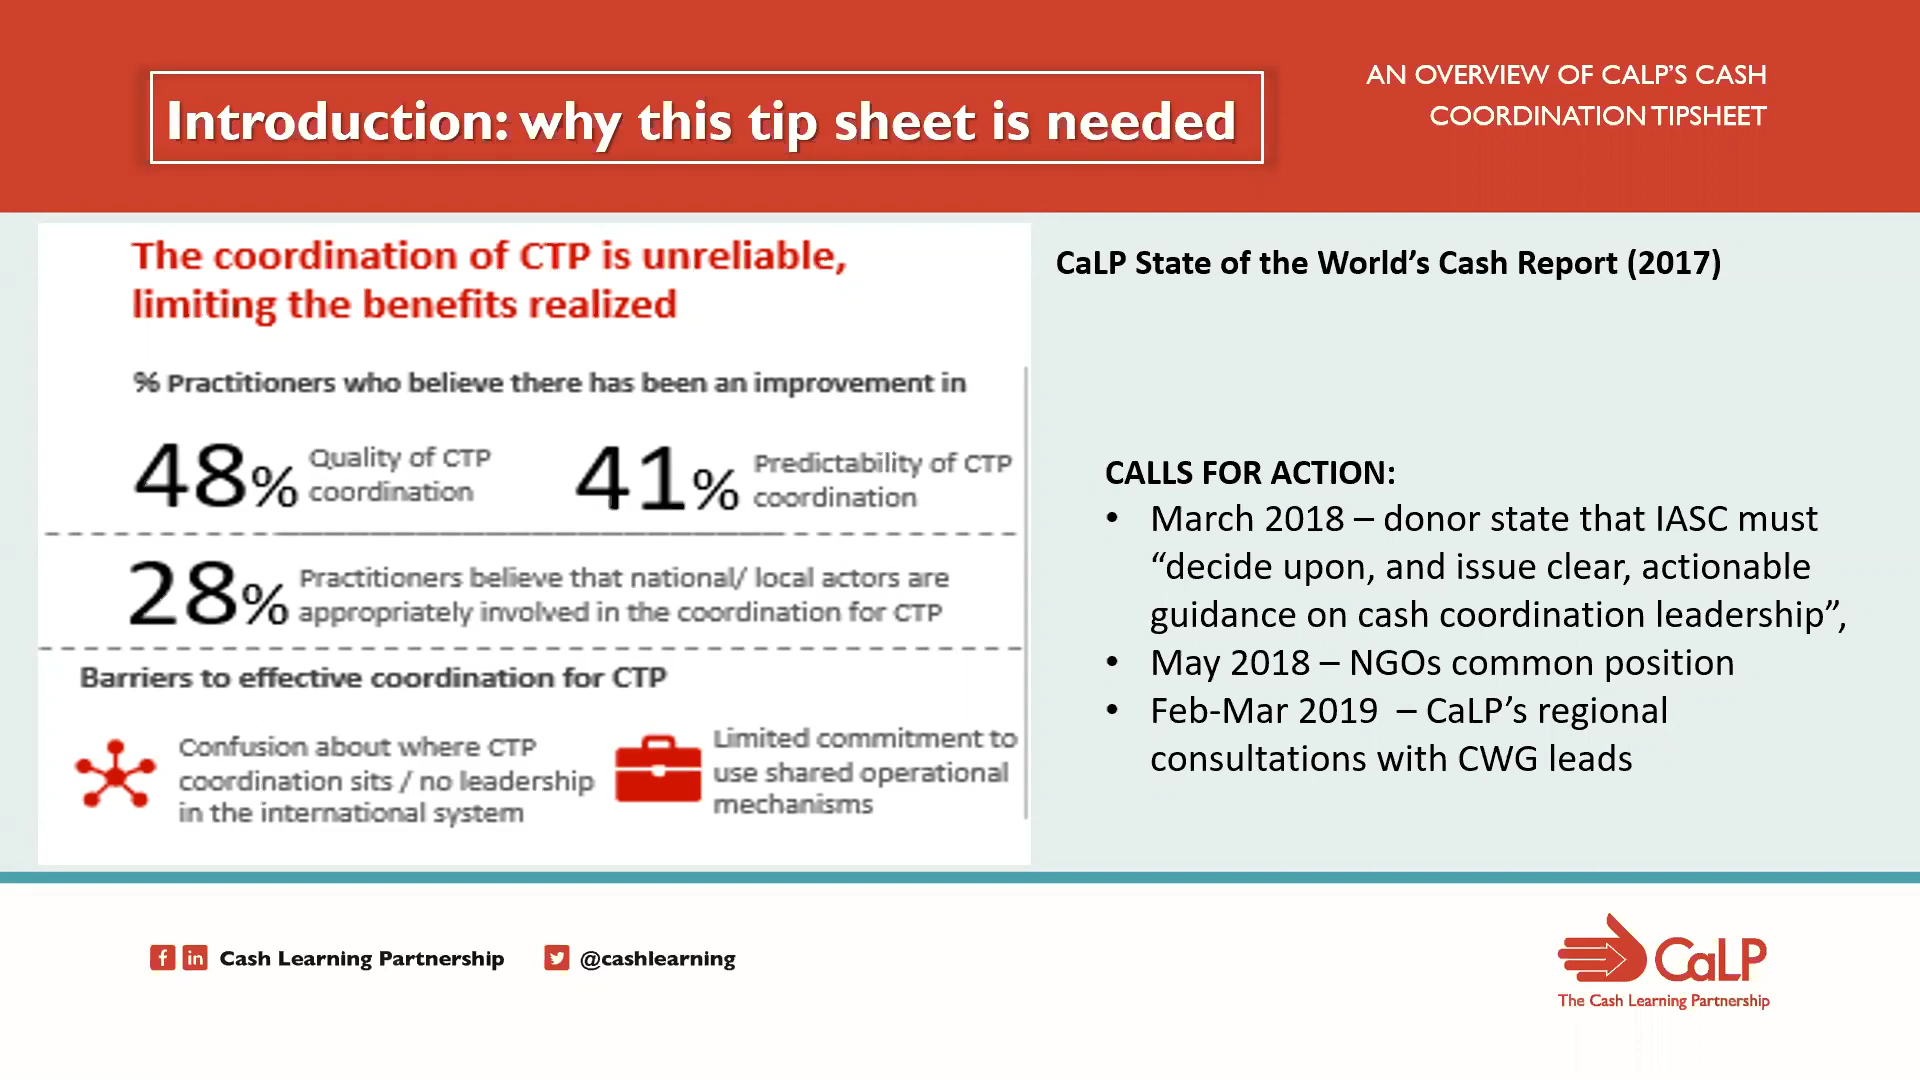 Introduction: why this tip sheet is needed
AN OVERVIEW OF CALP'S CASH
COORDINATION TIPSHEET
The coordination of CTP is unreliable,
limiting the benefits realized
% Practitioners who believe there has been an improvement in
48% Quality of CTP
coordination
41% Predictability of CTP
coordination
28% Practitioners believe that national/ local actors are
appropriately involved in the coordination for CTP
Barriers to effective coordination for CTP
Confusion about where CTP
coordination sits / no leadership
in the international system
Limited commitment to
use shared operational
mechanisms
CaLP State of the World’s Cash Report (2017)
CALLS FOR ACTION:
• March 2018 – donor state that IASC must
“decide upon, and issue clear, actionable
guidance on cash coordination leadership”,
• May 2018 – NGOs common position
• Feb-Mar 2019 – CaLP’s regional
consultations with CWG leads
Cash Learning Partnership
@cashlearning
CaLP
The Cash Learning Partnership